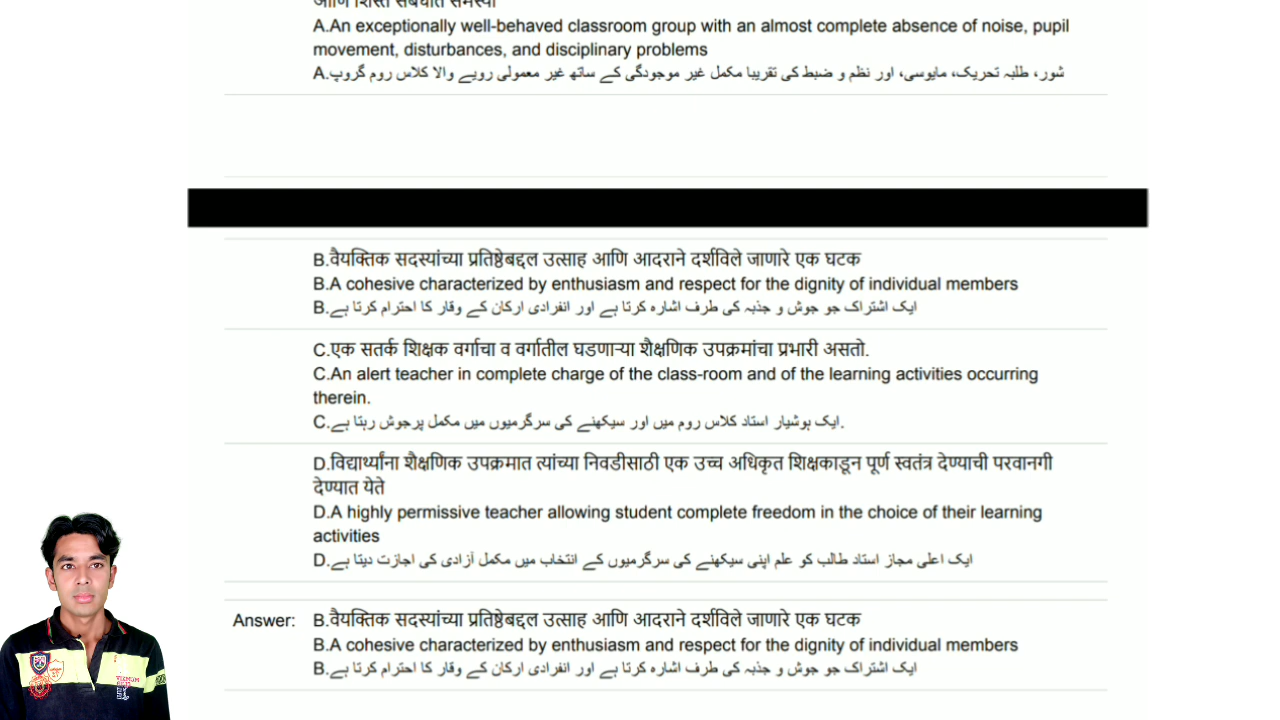 आणि शिस्त संबंधीत समस्या
A.An exceptionally well-behaved classroom group with an almost complete absence of noise, pupil
movement, disturbances, and disciplinary problems
A.شور، طلبہ تحریک، مایوسی، اور نظم و ضبط کی تقریبا مکمل غیر موجودگی کے ساتھ غیر معمولی رویے والا کلاس روم گروپ
B.वैयक्तिक सदस्यांच्या प्रतिष्ठेबद्दल उत्साह आणि आदराने दर्शविले जाणारे एक घटक
B.A cohesive characterized by enthusiasm and respect for the dignity of individual members
B.ایک اشتراک جو جوش و جذبہ کی طرف اشارہ کرتا ہے اور انفرادی ارکان کے وقار کا احترام کرتا ہے
C.एक सतर्क शिक्षक वर्गाचा व वर्गातील घडणाऱ्या शैक्षणिक उपक्रमांचा प्रभारी असतो.
C.An alert teacher in complete charge of the class-room and of the learning activities occurring
therein.
C.ایک ہوشیار استاد کلاس روم میں اور سیکھنے کی سرگرمیوں میں مکمل پرجوش رہتا ہے.
D.विद्यार्थ्यांना शैक्षणिक उपक्रमात त्यांच्या निवडीसाठी एक उच्च अधिकृत शिक्षकाडून पूर्ण स्वतंत्र देण्याची परवानगी
देण्यात येते
D.A highly permissive teacher allowing student complete freedom in the choice of their learning
activities
D.ایک اعلی مجاز استاد طالب کو علم اپنی سیکھنے کی سرگرمیوں کے انتخاب میں مکمل آزادی کی اجازت دیتا ہے
Answer: B.वैयक्तिक सदस्यांच्या प्रतिष्ठेबद्दल उत्साह आणि आदराने दर्शविले जाणारे एक घटक
B.A cohesive characterized by enthusiasm and respect for the dignity of individual members
B.ایک اشتراک جو جوش و جذبہ کی طرف اشارہ کرتا ہے اور انفرادی ارکان کے وقار کا احترام کرتا ہے